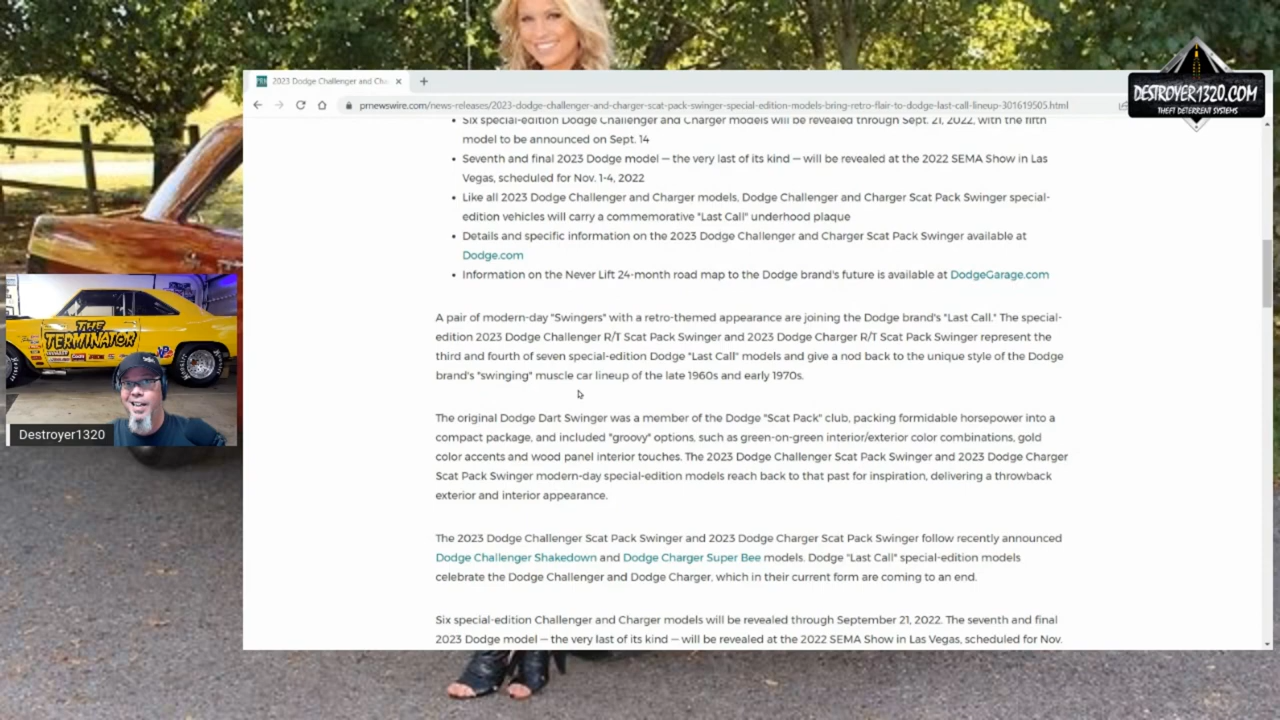 2023 Dodge Challenger and Cha
DESTROYER1320.COM
THEFT DETERRENT SYSTEMS
prnewswire.com/news-releases/2023-dodge-challenger-and-charger-scat-pack-swinger-special-edition-models-bring-retro-flair-to-dodge-last-call-lineup-301619505.html
Six special-edition Dodge Challenger and Charger models will be revealed through Sept. 21, 2022, with the fifth
model to be announced on Sept. 14
Seventh and final 2023 Dodge model — the very last of its kind — will be revealed at the 2022 SEMA Show in Las
Vegas, scheduled for Nov. 1-4, 2022
Like all 2023 Dodge Challenger and Charger models, Dodge Challenger and Charger Scat Pack Swinger special-
edition vehicles will carry a commemorative "Last Call" underhood plaque
Details and specific information on the 2023 Dodge Challenger and Charger Scat Pack Swinger available at
Dodge.com
Information on the Never Lift 24-month road map to the Dodge brand's future is available at DodgeGarage.com
A pair of modern-day "Swingers" with a retro-themed appearance are joining the Dodge brand's "Last Call." The special-
edition 2023 Dodge Challenger R/T Scat Pack Swinger and 2023 Dodge Charger R/T Scat Pack Swinger represent the
third and fourth of seven special-edition Dodge "Last Call" models and give a nod back to the unique style of the Dodge
brand's "swinging" muscle car lineup of the late 1960s and early 1970s.
THE
TERMINATOR
Destroyer1320
The original Dodge Dart Swinger was a member of the Dodge "Scat Pack" club, packing formidable horsepower into a
compact package, and included "groovy" options, such as green-on-green interior/exterior color combinations, gold
color accents and wood panel interior touches. The 2023 Dodge Challenger Scat Pack Swinger and 2023 Dodge Charger
Scat Pack Swinger modern-day special-edition models reach back to that past for inspiration, delivering a throwback
exterior and interior appearance.
The 2023 Dodge Challenger Scat Pack Swinger and 2023 Dodge Charger Scat Pack Swinger follow recently announced
Dodge Challenger Shakedown and Dodge Charger Super Bee models. Dodge "Last Call" special-edition models
celebrate the Dodge Challenger and Dodge Charger, which in their current form are coming to an end.
Six special-edition Challenger and Charger models will be revealed through September 21, 2022. The seventh and final
2023 Dodge model — the very last of its kind — will be revealed at the 2022 SEMA Show in Las Vegas, scheduled for Nov.